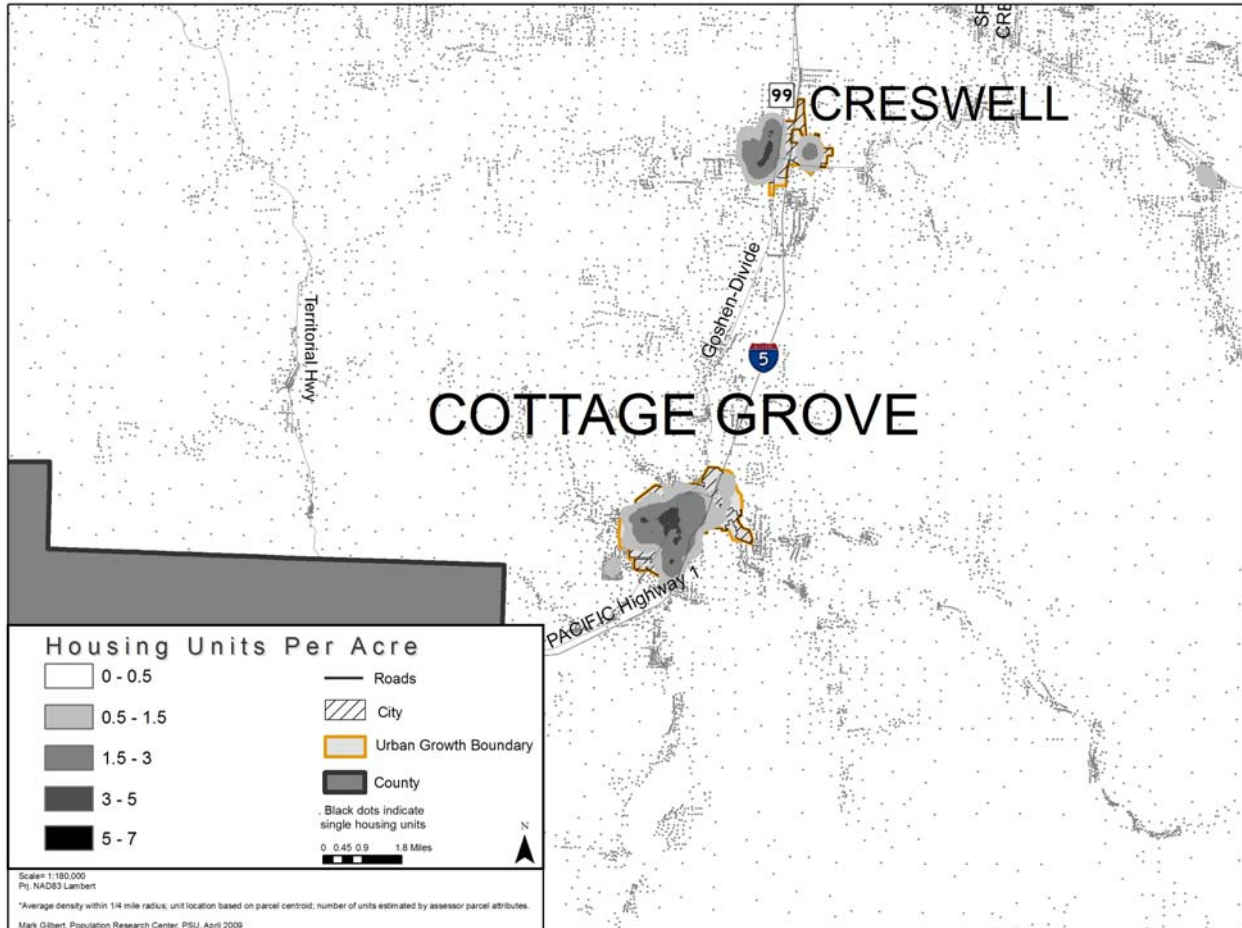 SP
CRE
99
CRESWELL
Goshen-Divide
Territorial Hwy
5
COTTAGE GROVE
PACIFIC Highway 1
Housing Units Per Acre
0 - 0.5
0.5 - 1.5
1.5 - 3
3 - 5
5 - 7
Roads
City
Urban Growth Boundary
County
. Black dots indicate
single housing units
0 0.45 0.9 1.8 Miles
N
Scale= 1:180,000
Prj. NAD83 Lambert
*Average density within 1/4 mile radius; unit location based on parcel centroid; number of units estimated by assessor parcel attributes.
Mark Gilbert, Population Research Center, PSU, April 2009